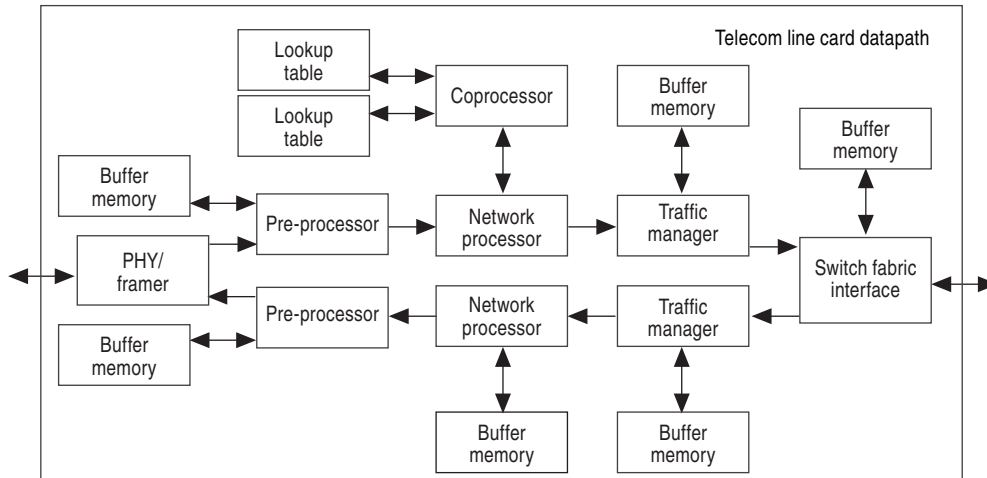 Telecom line card datapath
Lookup
table
Lookup
table
Coprocessor
Buffer
memory
Buffer
memory
Buffer
memory
Pre-processor
Network
processor
Traffic
manager
PHY/
framer
Switch fabric
interface
Pre-processor
Network
processor
Traffic
manager
Buffer
memory
Buffer
memory
Buffer
memory